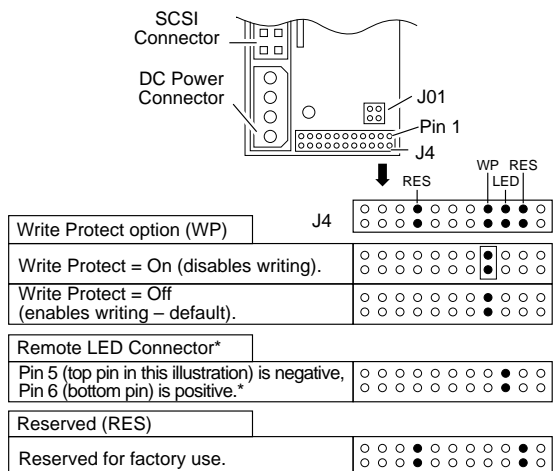 SCSI
Connector
DC Power
Connector
J01
Pin 1
J4
WP RES
RES LED
J4
Write Protect option (WP)
Write Protect = On (disables writing).
Write Protect = Off
(enables writing – default).
Remote LED Connector*
Pin 5 (top pin in this illustration) is negative,
Pin 6 (bottom pin) is positive.*
Reserved (RES)
Reserved for factory use.